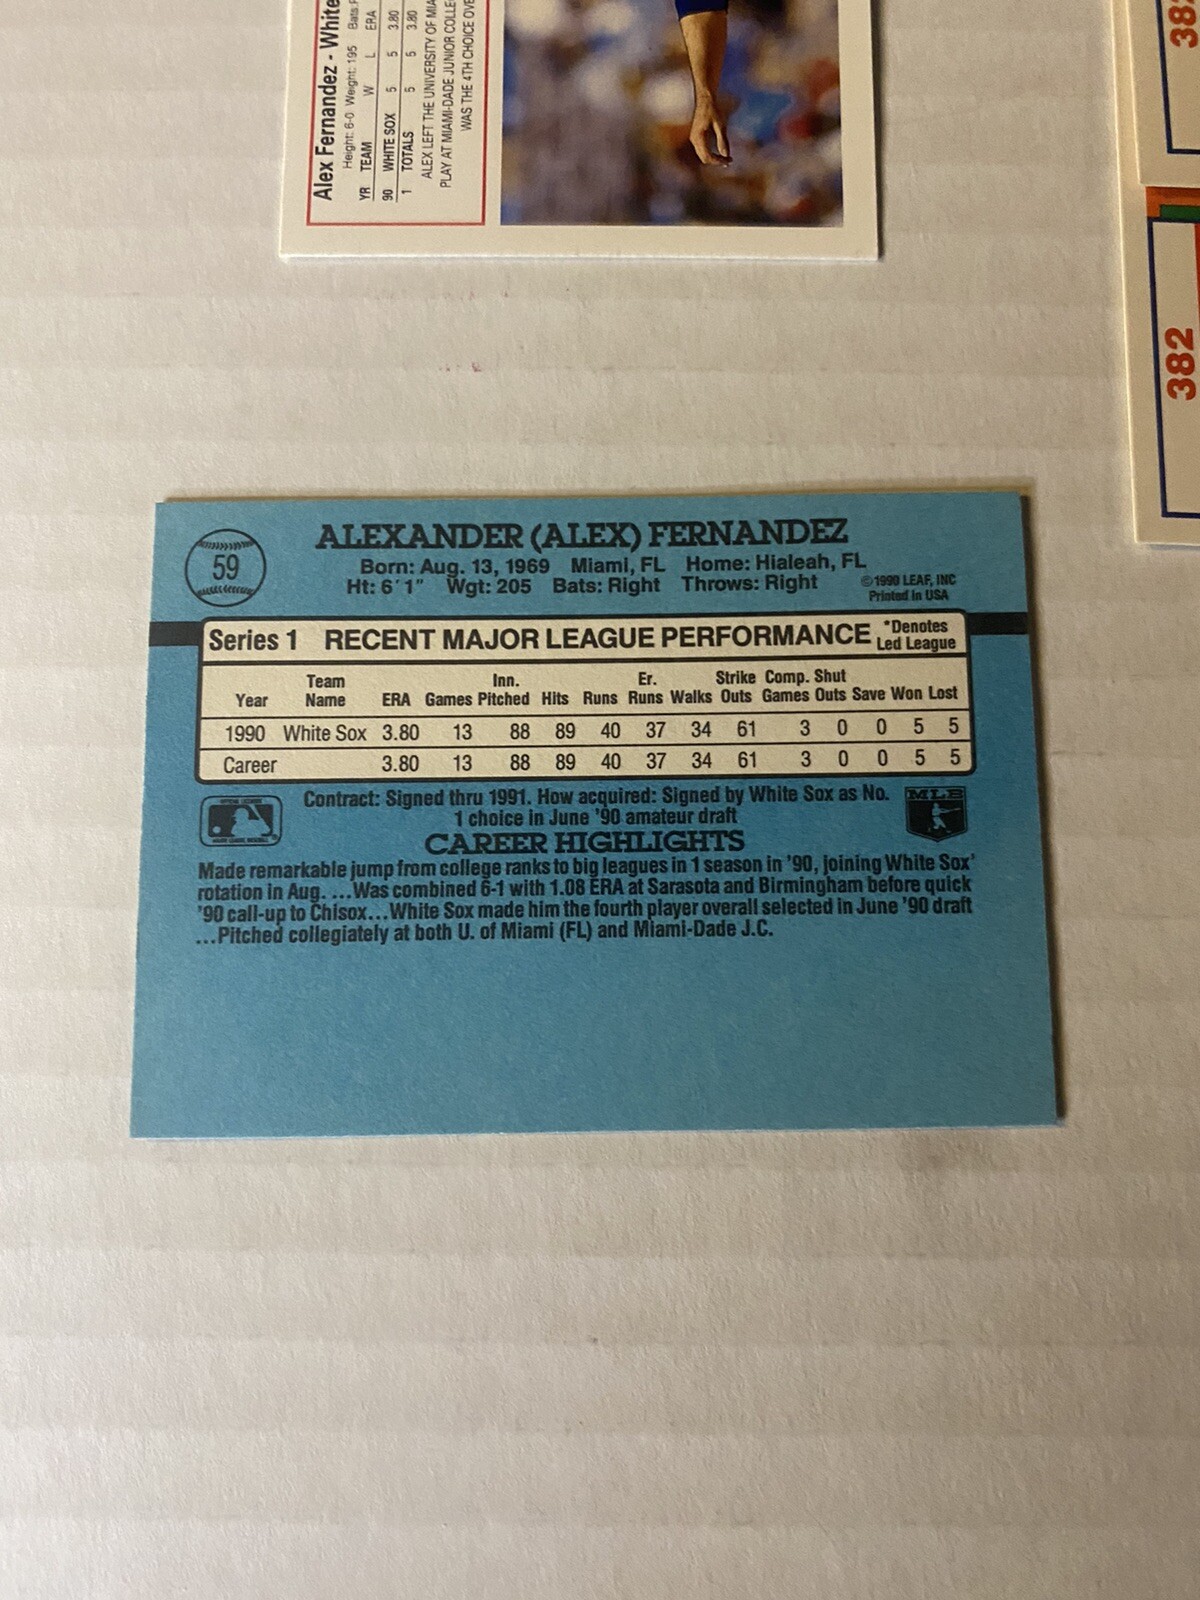 Alex Fernandez - White
Height: 6-0 Weight: 195 Bats:
YR TEAM W L ERA
90 WHITE SOX 5 5 3.80
1 TOTALS 5 5 3.80
ALEX LEFT THE UNIVERSITY OF
PLAY AT MIAMI-DADE JUNIOR
WAS THE 4TH CHOICE
382
59
ALEXANDER (ALEX) FERNANDEZ
Born: Aug. 13, 1969 Miami, FL Home: Hialeah, FL
Ht: 6'1" Wgt: 205 Bats: Right Throws: Right
©1990 LEAF, INC
Printed in USA
Series 1 RECENT MAJOR LEAGUE PERFORMANCE *Denotes
Led League
Team Inn. Er. Strike Comp. Shut
Year Name ERA Games Pitched Hits Runs Runs Walks Outs Games Outs Save Won Lost
1990 White Sox 3.80 13 88 89 40 37 34 61 3 0 0 5 5
Career 3.80 13 88 89 40 37 34 61 3 0 0 5 5
Contract: Signed thru 1991. How acquired: Signed by White Sox as No.
1 choice in June '90 amateur draft
MLB
CAREER HIGHLIGHTS
Made remarkable jump from college ranks to big leagues in 1 season in '90, joining White Sox'
rotation in Aug. ...Was combined 6-1 with 1.08 ERA at Sarasota and Birmingham before quick
'90 call-up to Chisox...White Sox made him the fourth player overall selected in June '90 draft
...Pitched collegiately at both U. of Miami (FL) and Miami-Dade J.C.